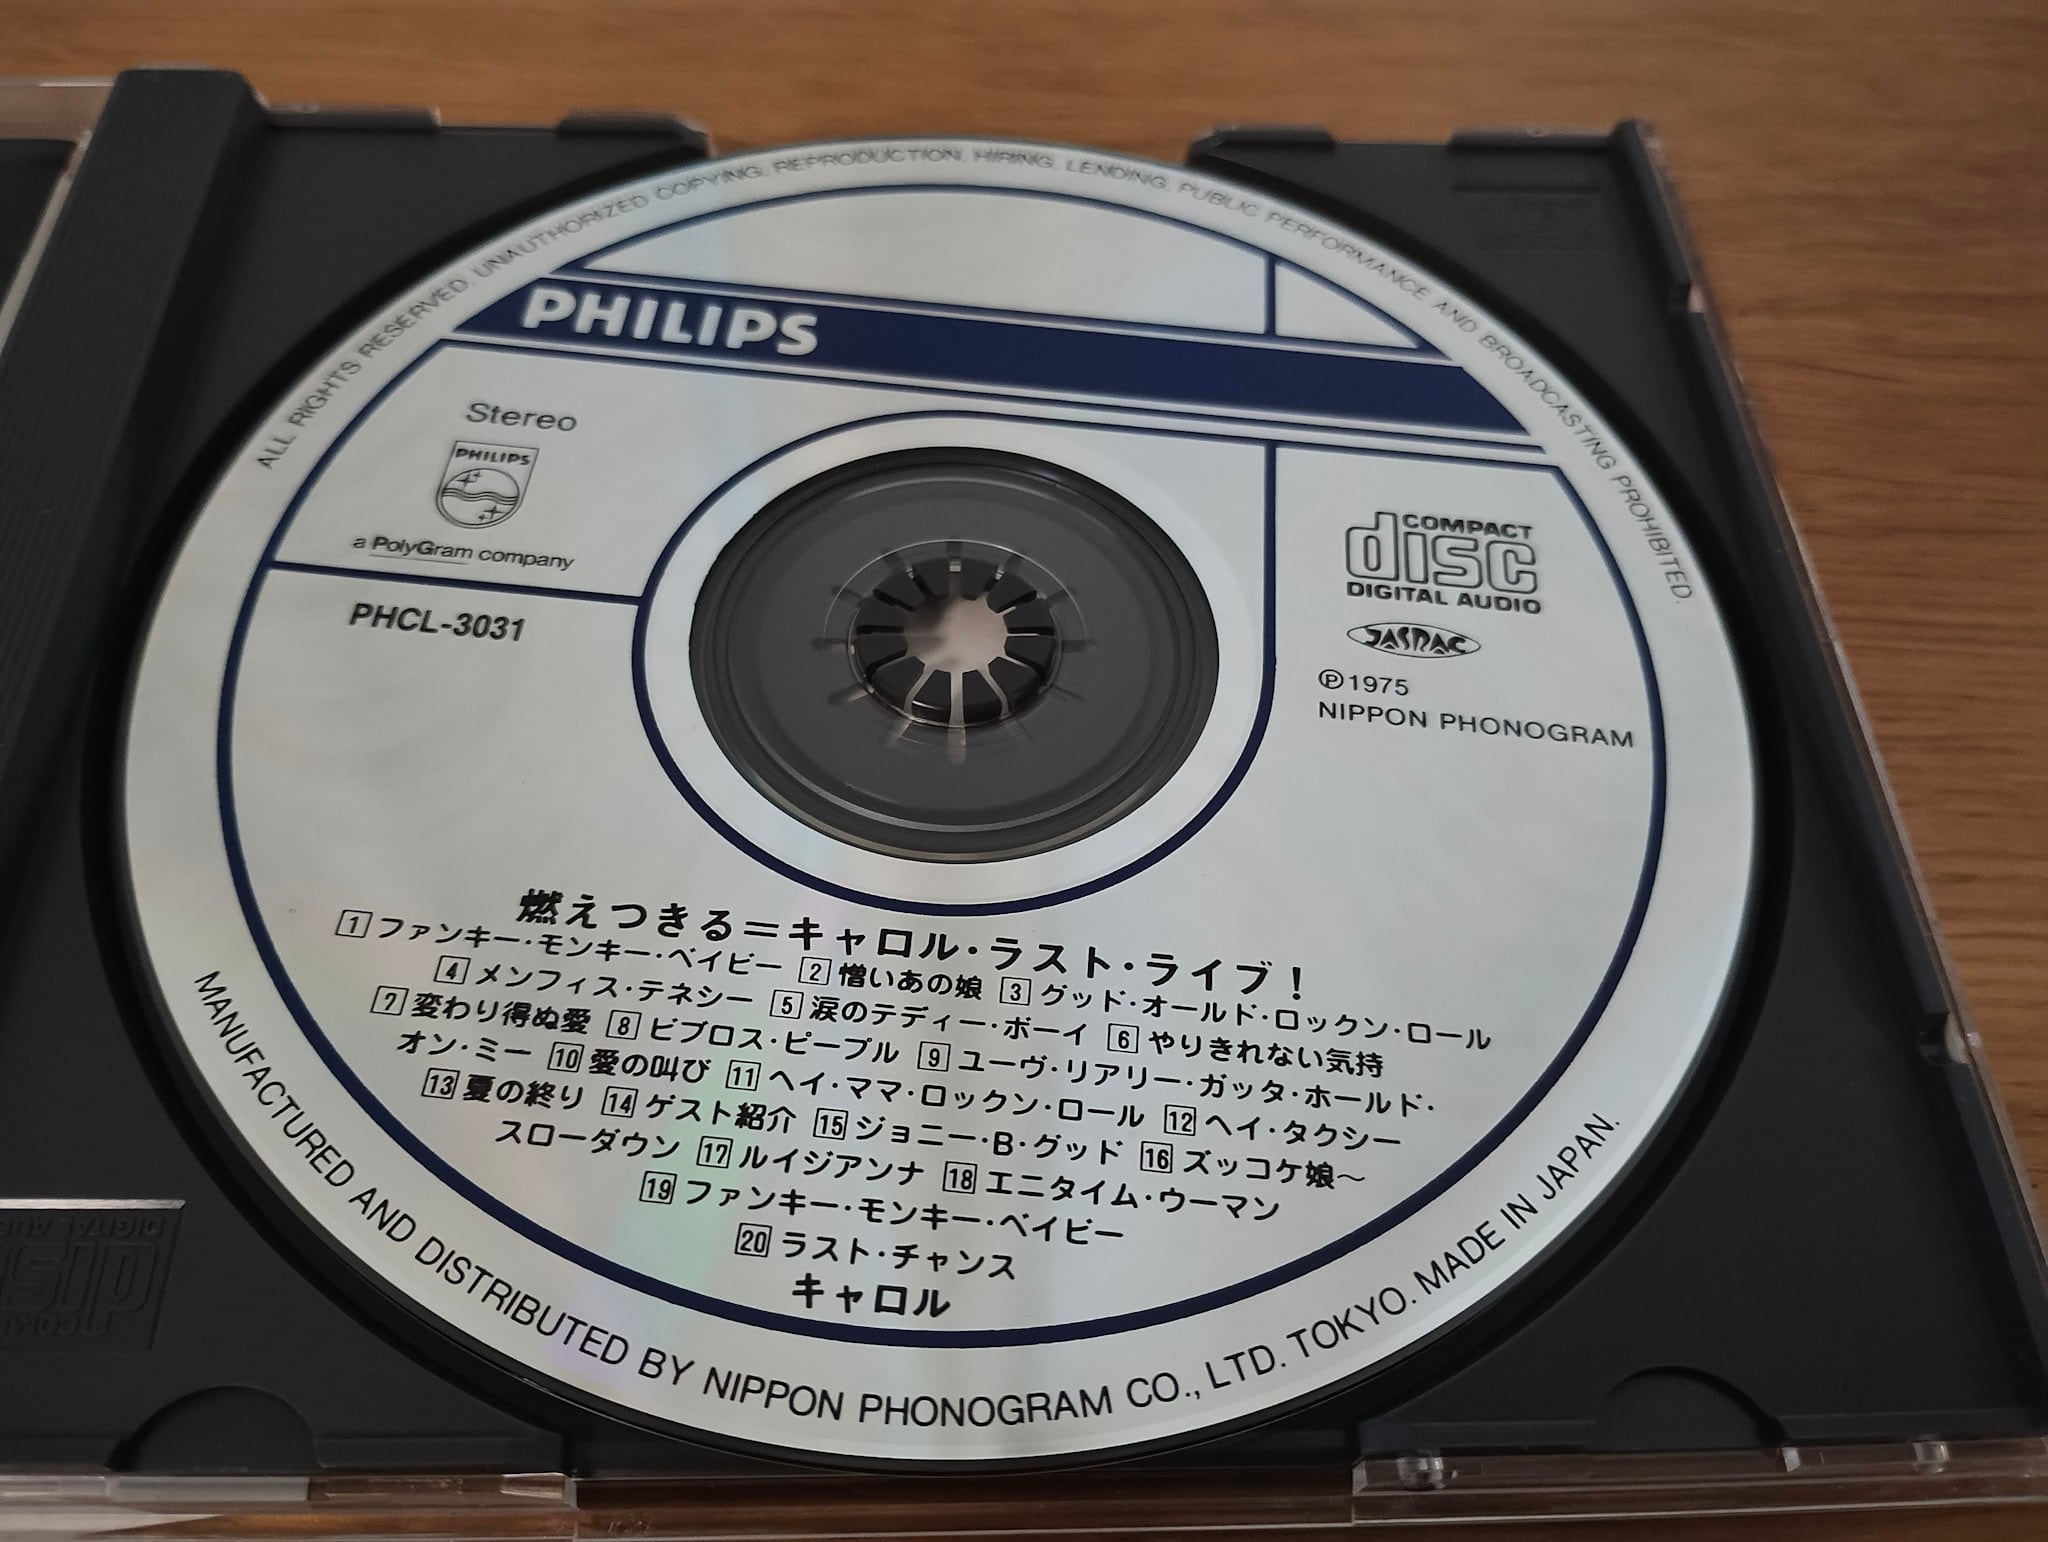 ALL RIGHTS RESERVED. UNAUTHORIZED COPYING. REPRODUCTION. HIRING. LENDING. PUBLIC PERFORMANCE AND BROADCASTING PROHIBITED.
PHILIPS
Stereo
PHILIPS
a PolyGram company
PHCL-3031
COMPACT
disc
DIGITAL AUDIO
JASRAC
Ⓟ1975
NIPPON PHONOGRAM
燃えつきる=キャロル・ラスト・ライブ!
1 ファンキー・モンキー・ベイビー 2 憎いあの娘 3 グッド・オールド・ロックン・ロール
4 メンフィス・テネシー 5 涙のテディー・ボーイ 6 やりきれない気持
7 変わり得ぬ愛 8 ビブロス・ピープル 9 ユーヴ・リアリー・ガッタ・ホールド・
オン・ミー 10 愛の叫び 11 ヘイ・ママ・ロックン・ロール 12 ヘイ・タクシー
13 夏の終り 14 ゲスト紹介 15 ジョニー・B・グッド 16 ズッコケ娘〜
スローダウン 17 ルイジアンナ 18 エニタイム・ウーマン
19 ファンキー・モンキー・ベイビー
20 ラスト・チャンス
キャロル
MANUFACTURED AND DISTRIBUTED BY NIPPON PHONOGRAM CO., LTD. TOKYO. MADE IN JAPAN.